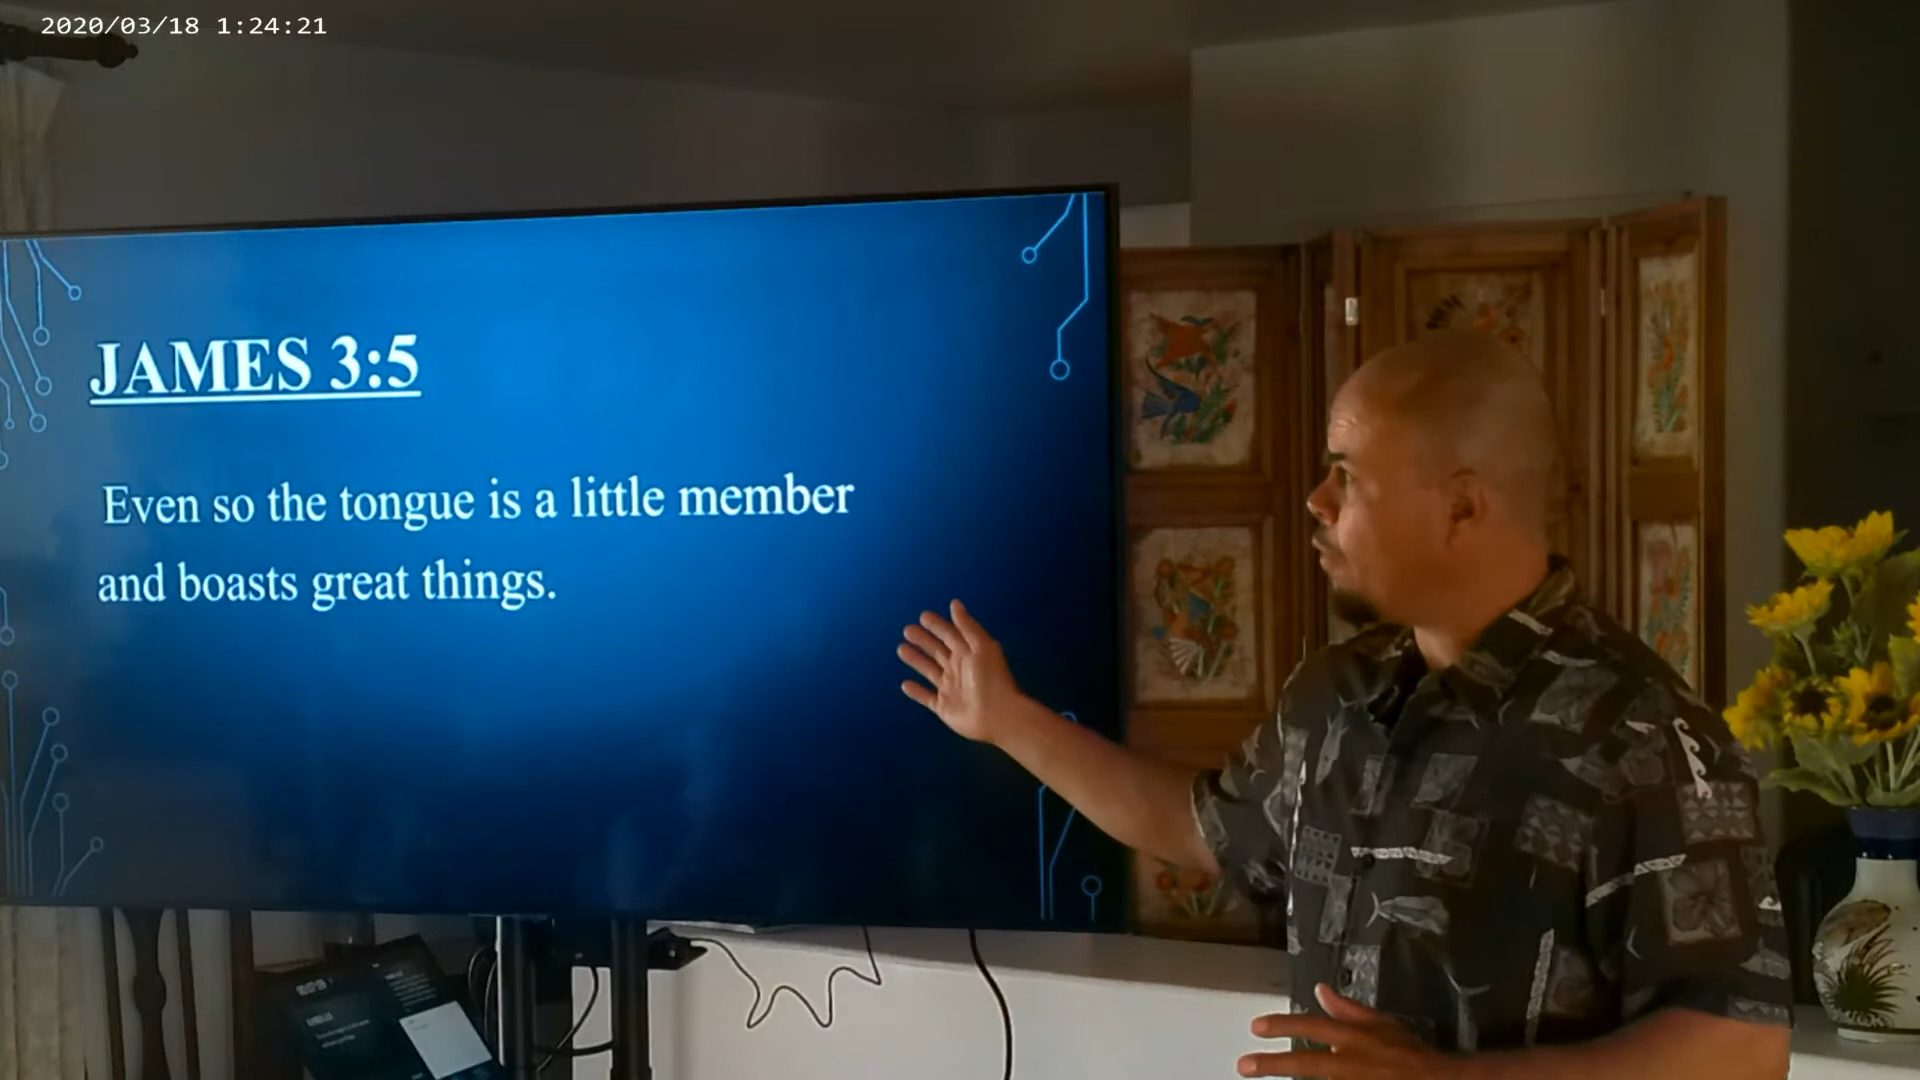 2020/03/18 1:24:21
JAMES 3:5
Even so the tongue is a little member
and boasts great things.